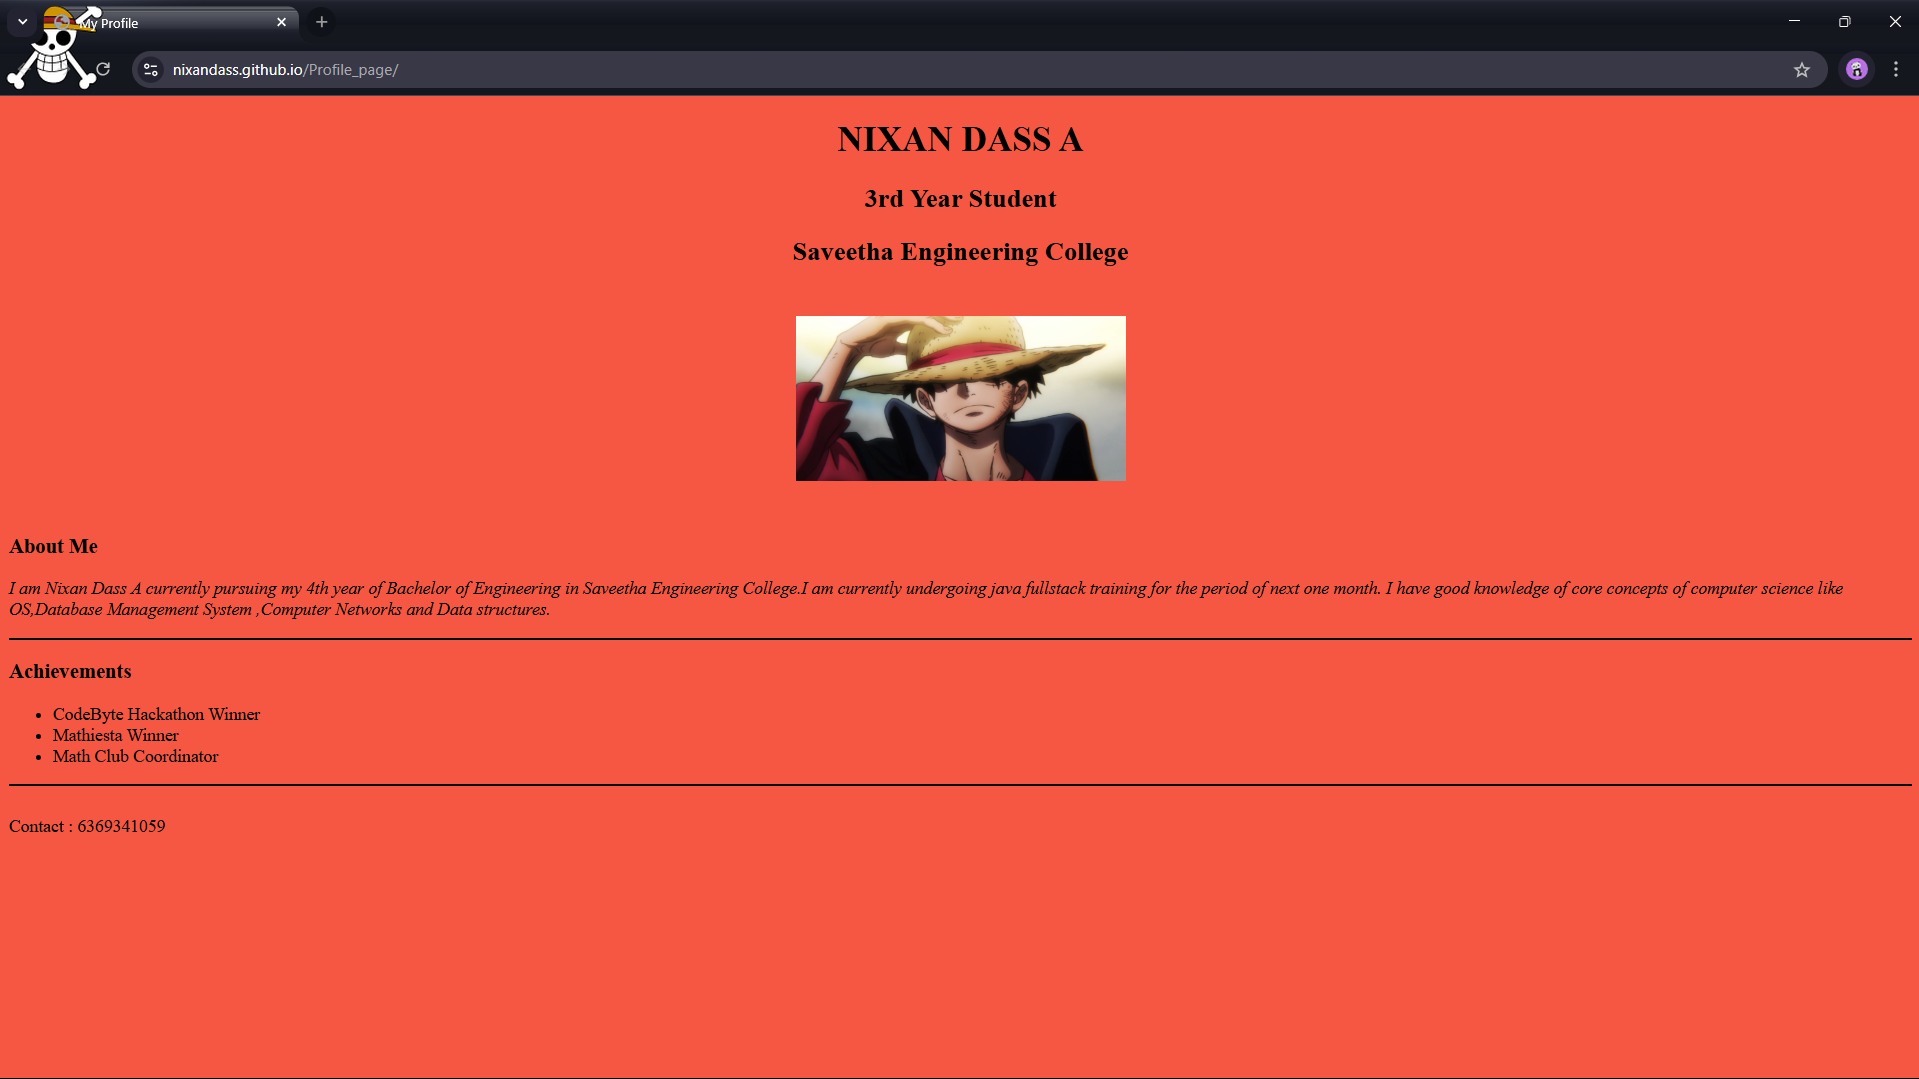 My Profile
nixandass.github.io/Profile_page/
NIXAN DASS A
3rd Year Student
Saveetha Engineering College
About Me
I am Nixan Dass A currently pursuing my 4th year of Bachelor of Engineering in Saveetha Engineering College.I am currently undergoing java fullstack training for the period of next one month. I have good knowledge of core concepts of computer science like
OS,Database Management System ,Computer Networks and Data structures.
Achievements
• CodeByte Hackathon Winner
• Mathiesta Winner
• Math Club Coordinator
Contact : 6369341059